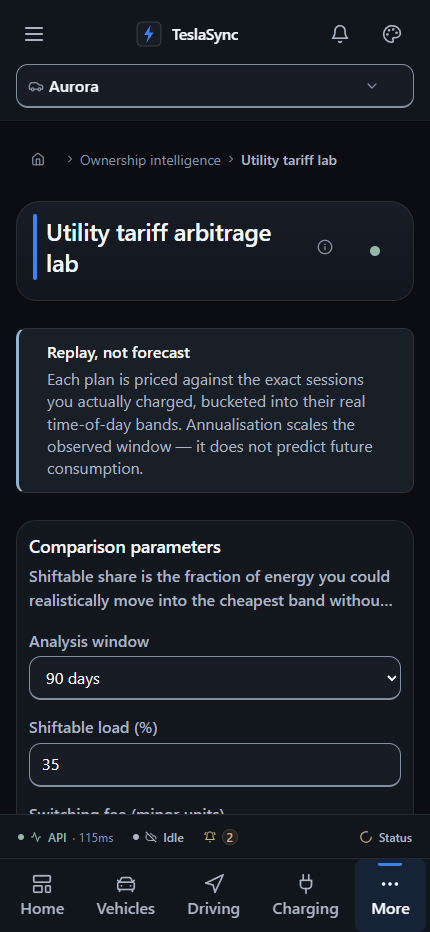 TeslaSync
Aurora
Ownership intelligence
Utility tariff lab
Utility tariff arbitrage
lab
Replay, not forecast
Each plan is priced against the exact sessions
you actually charged, bucketed into their real
time-of-day bands. Annualisation scales the
observed window — it does not predict future
consumption.
Comparison parameters
Shiftable share is the fraction of energy you could
realistically move into the cheapest band withou...
Analysis window
90 days
Shiftable load (%)
35
Switching fee (minor units)
API · 115ms
Idle
2
Status
Home
Vehicles
Driving
Charging
More